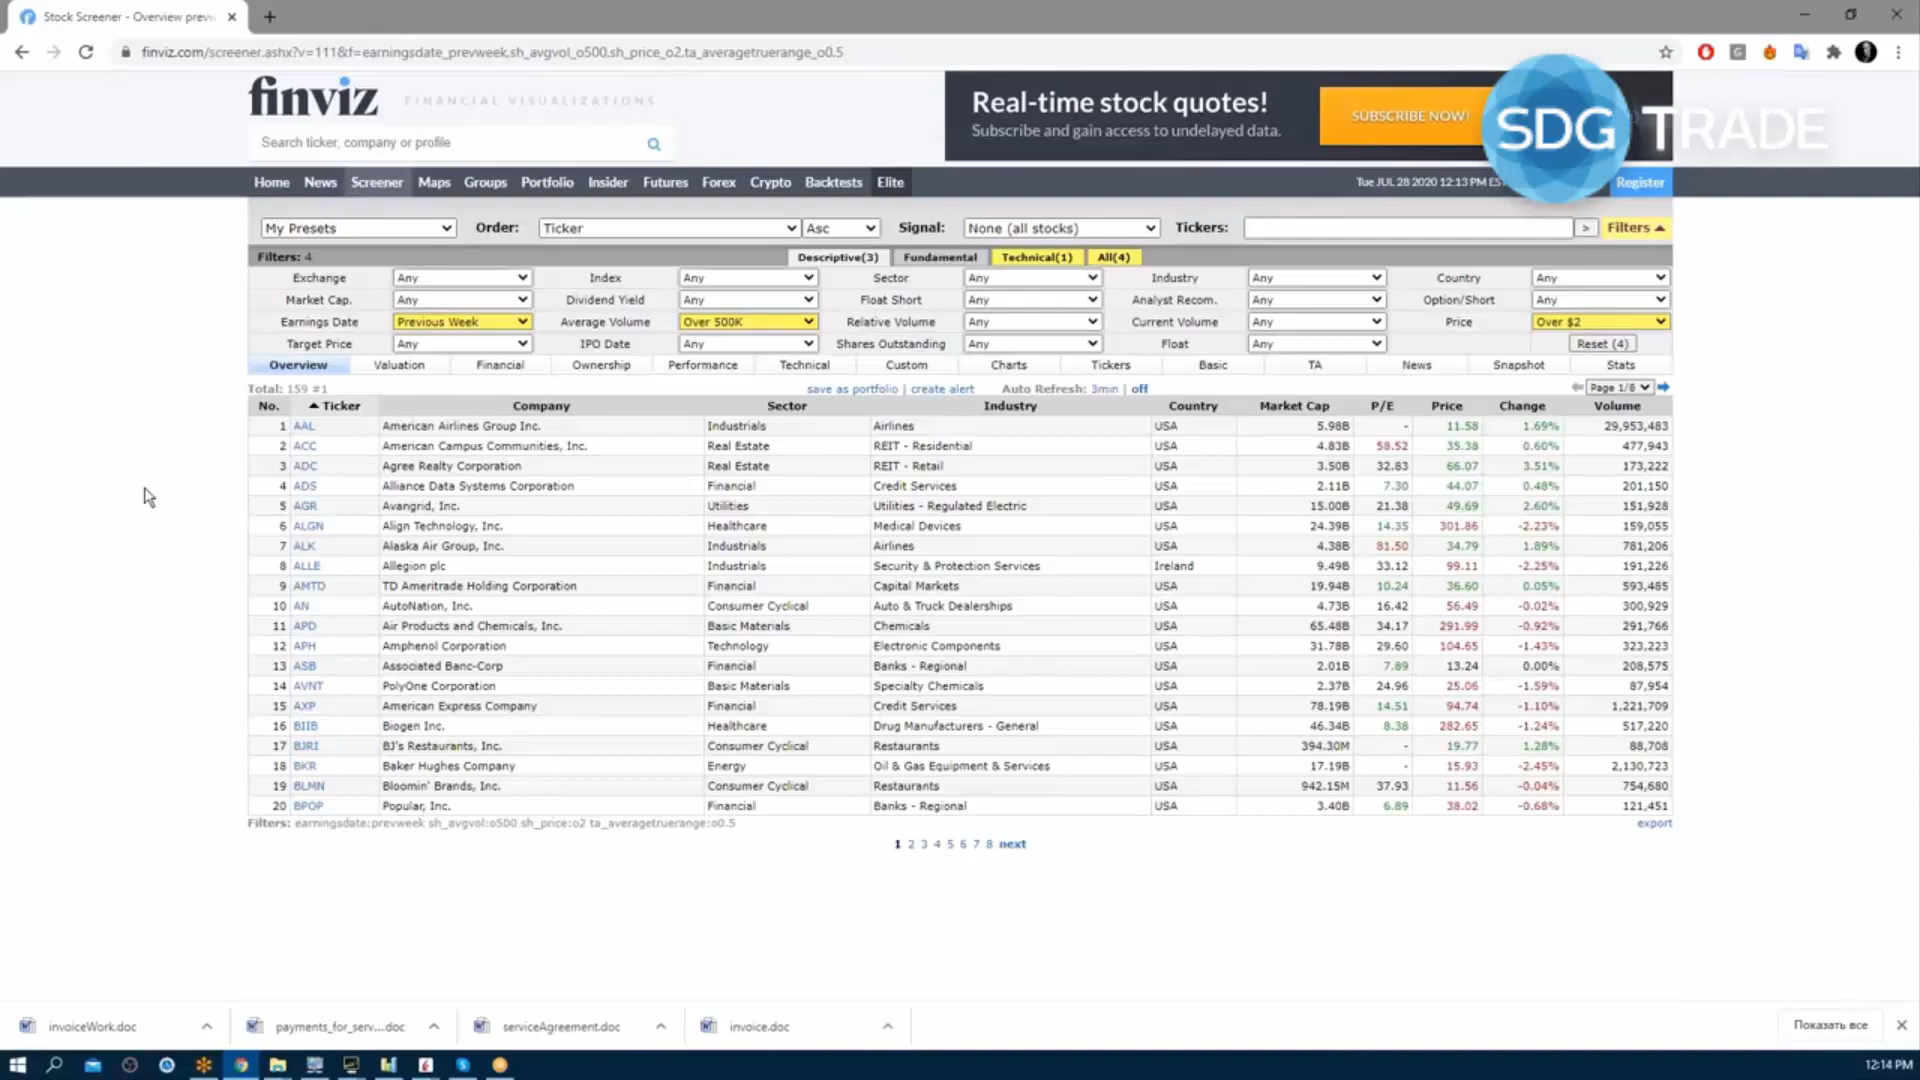 Stock Screener - Overview prev
finviz.com/screener.ashx?v=111&f=earningsdate_prevweek,sh_avgvol_o500,sh_price_o2,ta_averagetruerange_o0.5
finviz FINANCIAL VISUALIZATIONS
Real-time stock quotes!
Subscribe and gain access to undelayed data.
SUBSCRIBE NOW!
SDG TRADE
Search ticker, company or profile
Home News Screener Maps Groups Portfolio Insider Futures Forex Crypto Backtests Elite Tue JUL 28 2020 12:13 PM EST Register
My Presets Order: Ticker Asc Signal: None (all stocks) Tickers: > Filters
Filters: 4 Descriptive(3) Fundamental Technical(1) All(4)
Exchange Any Index Any Sector Any Industry Any Country Any
Market Cap. Any Dividend Yield Any Float Short Any Analyst Recom. Any Option/Short Any
Earnings Date Previous Week Average Volume Over 500K Relative Volume Any Current Volume Any Price Over $2
Target Price Any IPO Date Any Shares Outstanding Any Float Any Reset (4)
Overview Valuation Financial Ownership Performance Technical Custom Charts Tickers Basic TA News Snapshot Stats
Total: 159 #1 save as portfolio | create alert Auto Refresh: 3min | off Page 1/8
No. Ticker Company Sector Industry Country Market Cap P/E Price Change Volume
1 AAL American Airlines Group Inc. Industrials Airlines USA 5.98B - 11.58 1.69% 29,953,483
2 ACC American Campus Communities, Inc. Real Estate REIT - Residential USA 4.83B 58.52 35.38 0.60% 477,943
3 ADC Agree Realty Corporation Real Estate REIT - Retail USA 3.50B 32.83 66.07 3.51% 173,222
4 ADS Alliance Data Systems Corporation Financial Credit Services USA 2.11B 7.30 44.07 0.48% 201,150
5 AGR Avangrid, Inc. Utilities Utilities - Regulated Electric USA 15.00B 21.38 49.69 2.60% 151,928
6 ALGN Align Technology, Inc. Healthcare Medical Devices USA 24.39B 14.35 301.86 -2.23% 159,055
7 ALK Alaska Air Group, Inc. Industrials Airlines USA 4.38B 81.50 34.79 1.89% 781,206
8 ALLE Allegion plc Industrials Security & Protection Services Ireland 9.49B 33.12 99.11 -2.25% 191,226
9 AMTD TD Ameritrade Holding Corporation Financial Capital Markets USA 19.94B 10.24 36.60 0.05% 593,485
10 AN AutoNation, Inc. Consumer Cyclical Auto & Truck Dealerships USA 4.73B 16.42 56.49 -0.02% 300,929
11 APD Air Products and Chemicals, Inc. Basic Materials Chemicals USA 65.48B 34.17 291.99 -0.92% 291,766
12 APH Amphenol Corporation Technology Electronic Components USA 31.78B 29.60 104.65 -1.43% 323,223
13 ASB Associated Banc-Corp Financial Banks - Regional USA 2.01B 7.89 13.24 0.00% 208,575
14 AVNT PolyOne Corporation Basic Materials Specialty Chemicals USA 2.37B 24.96 25.06 -1.59% 87,954
15 AXP American Express Company Financial Credit Services USA 78.19B 14.51 94.74 -1.10% 1,221,709
16 BIIB Biogen Inc. Healthcare Drug Manufacturers - General USA 46.34B 8.38 282.65 -1.24% 517,220
17 BJRI BJ's Restaurants, Inc. Consumer Cyclical Restaurants USA 394.30M - 19.77 1.28% 88,708
18 BKR Baker Hughes Company Energy Oil & Gas Equipment & Services USA 17.19B - 15.93 -2.45% 2,130,723
19 BLMN Bloomin' Brands, Inc. Consumer Cyclical Restaurants USA 942.15M 37.93 11.56 -0.04% 754,680
20 BPOP Popular, Inc. Financial Banks - Regional USA 3.40B 6.89 38.02 -0.68% 121,451
Filters: earningsdate:prevweek sh_avgvol:o500 sh_price:o2 ta_averagetruerange:o0.5 export
1 2 3 4 5 6 7 8 next
invoiceWork.doc payments_for_serv....doc serviceAgreement.doc invoice.doc Показать все
12:14 PM